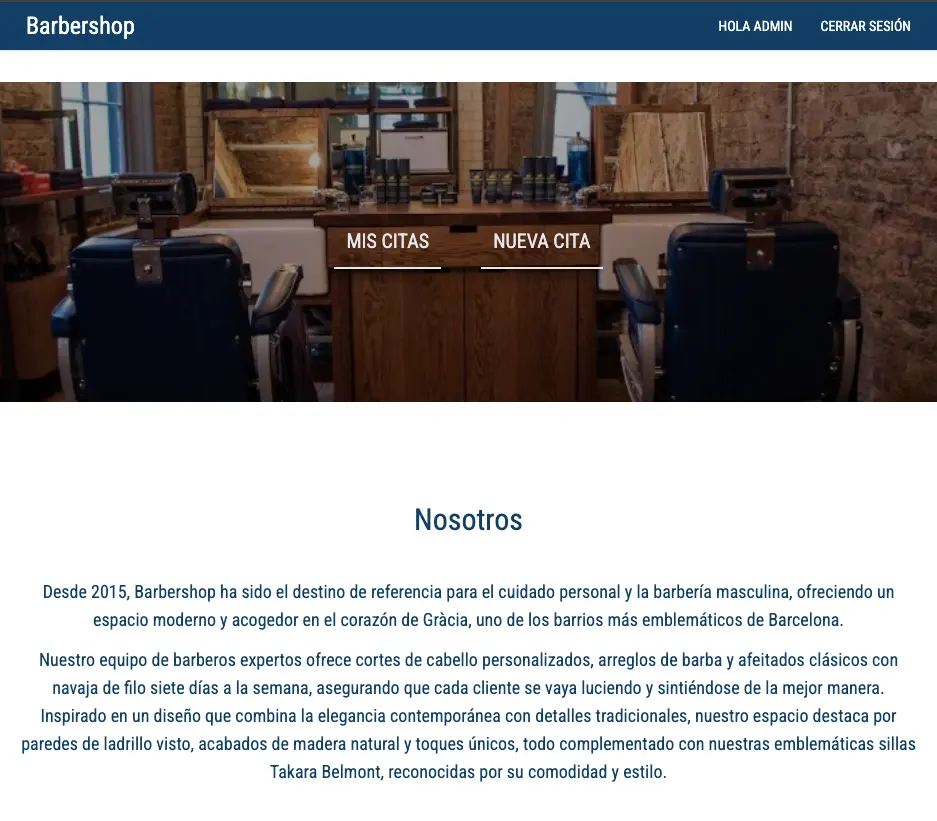 Barbershop
HOLA ADMIN
CERRAR SESIÓN
MIS CITAS
NUEVA CITA
Nosotros
Desde 2015, Barbershop ha sido el destino de referencia para el cuidado personal y la barbería masculina, ofreciendo un
espacio moderno y acogedor en el corazón de Gràcia, uno de los barrios más emblemáticos de Barcelona.
Nuestro equipo de barberos expertos ofrece cortes de cabello personalizados, arreglos de barba y afeitados clásicos con
navaja de filo siete días a la semana, asegurando que cada cliente se vaya luciendo y sintiéndose de la mejor manera.
Inspirado en un diseño que combina la elegancia contemporánea con detalles tradicionales, nuestro espacio destaca por
paredes de ladrillo visto, acabados de madera natural y toques únicos, todo complementado con nuestras emblemáticas sillas
Takara Belmont, reconocidas por su comodidad y estilo.